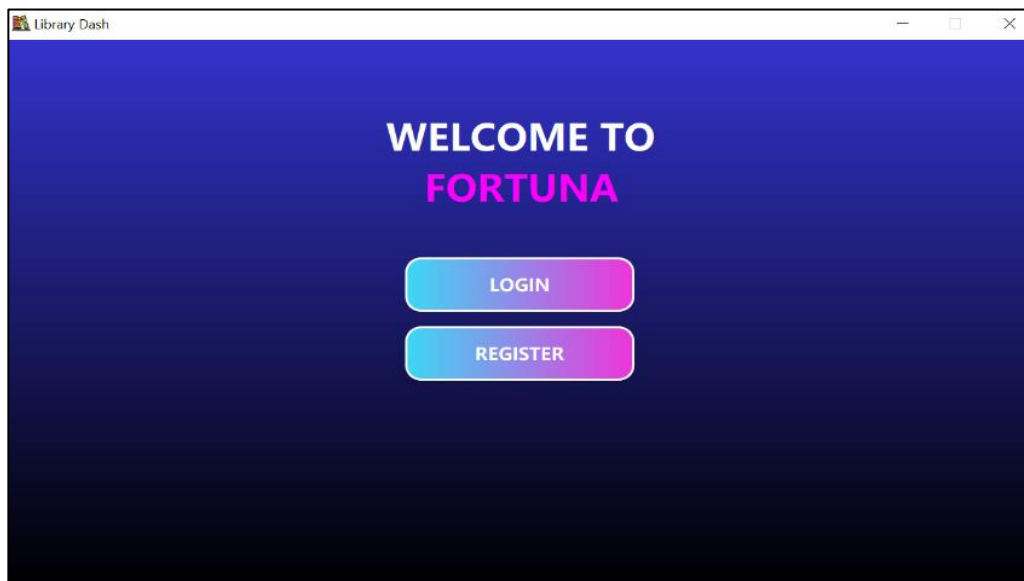 Library Dash
WELCOME TO
FORTUNA
LOGIN
REGISTER